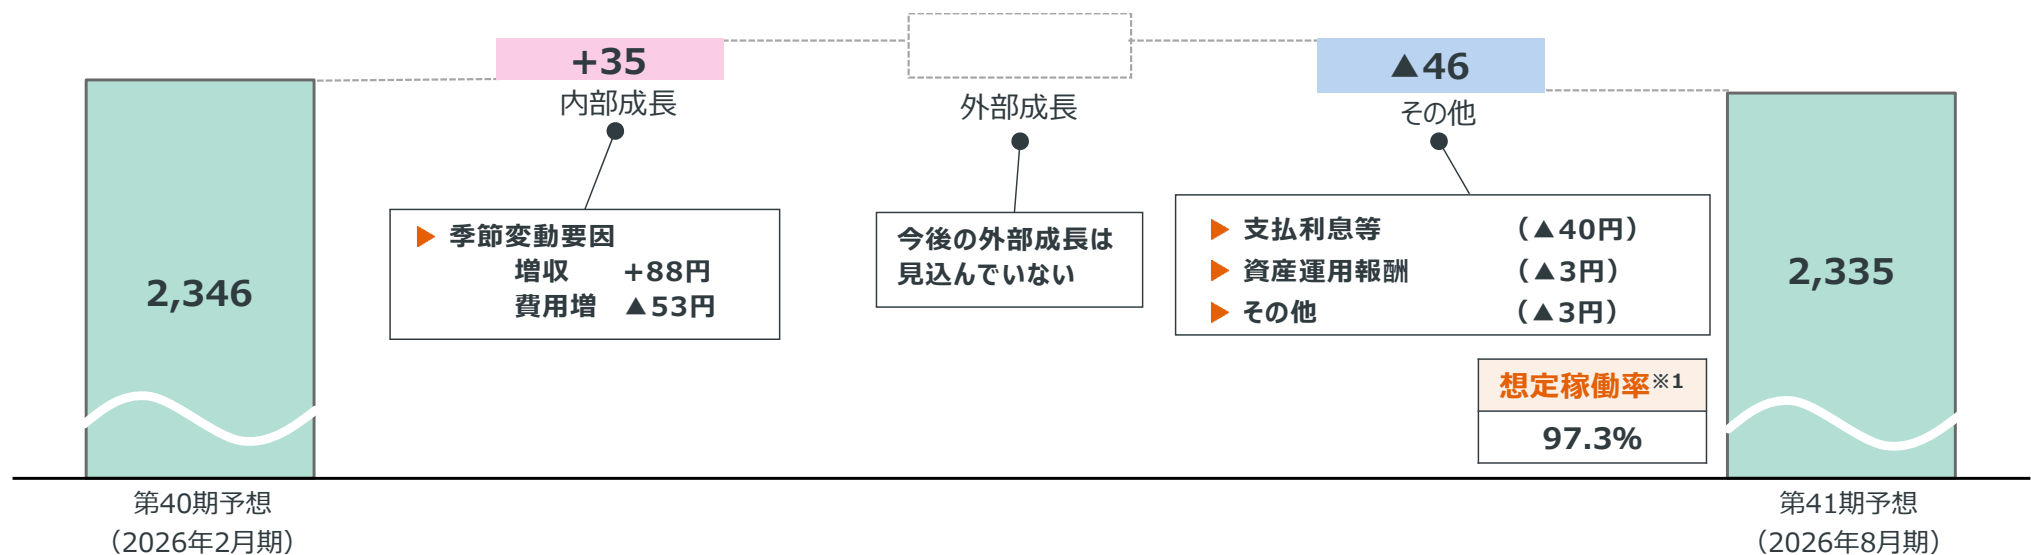 +35
内部成長
外部成長
▲46
その他
2,346
▶ 季節変動要因
増収 +88円
費用増 ▲53円
今後の外部成長は
見込んでいない
▶ 支払利息等 （▲40円）
▶ 資産運用報酬 （▲3円）
▶ その他 （▲3円）
2,335
想定稼働率※1
97.3%
第40期予想
（2026年2月期）
第41期予想
（2026年8月期）